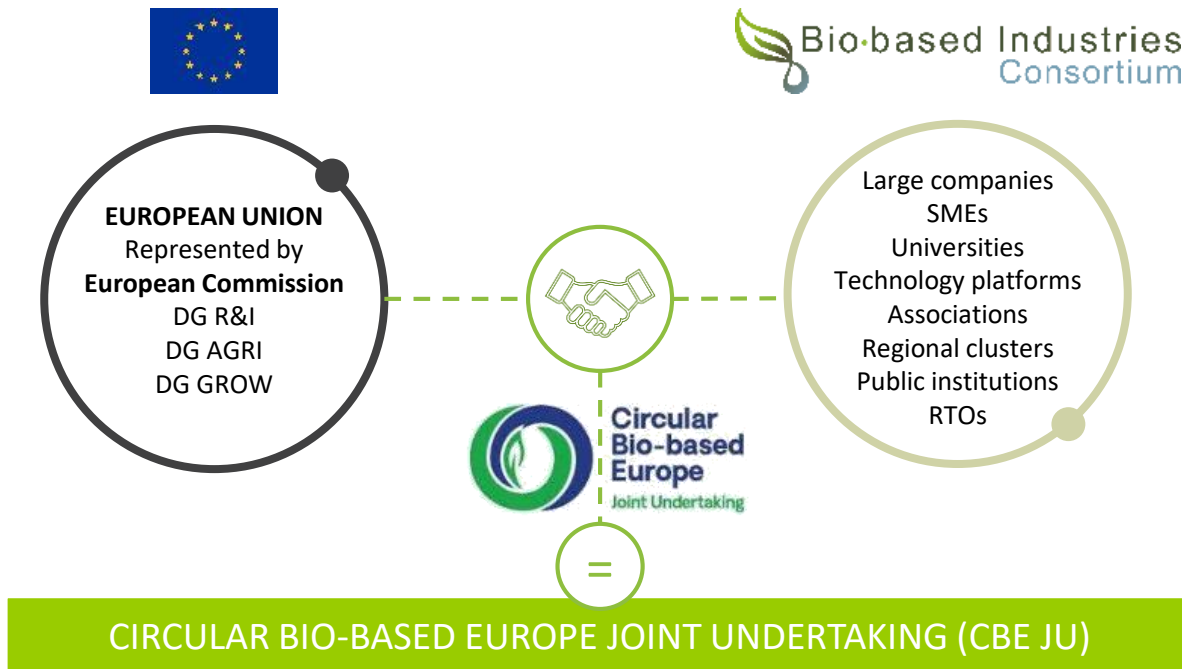 Bio·based Industries
Consortium
EUROPEAN UNION
Represented by
European Commission
DG R&I
DG AGRI
DG GROW
Large companies
SMEs
Universities
Technology platforms
Associations
Regional clusters
Public institutions
RTOs
Circular
Bio-based
Europe
Joint Undertaking
=
CIRCULAR BIO-BASED EUROPE JOINT UNDERTAKING (CBE JU)